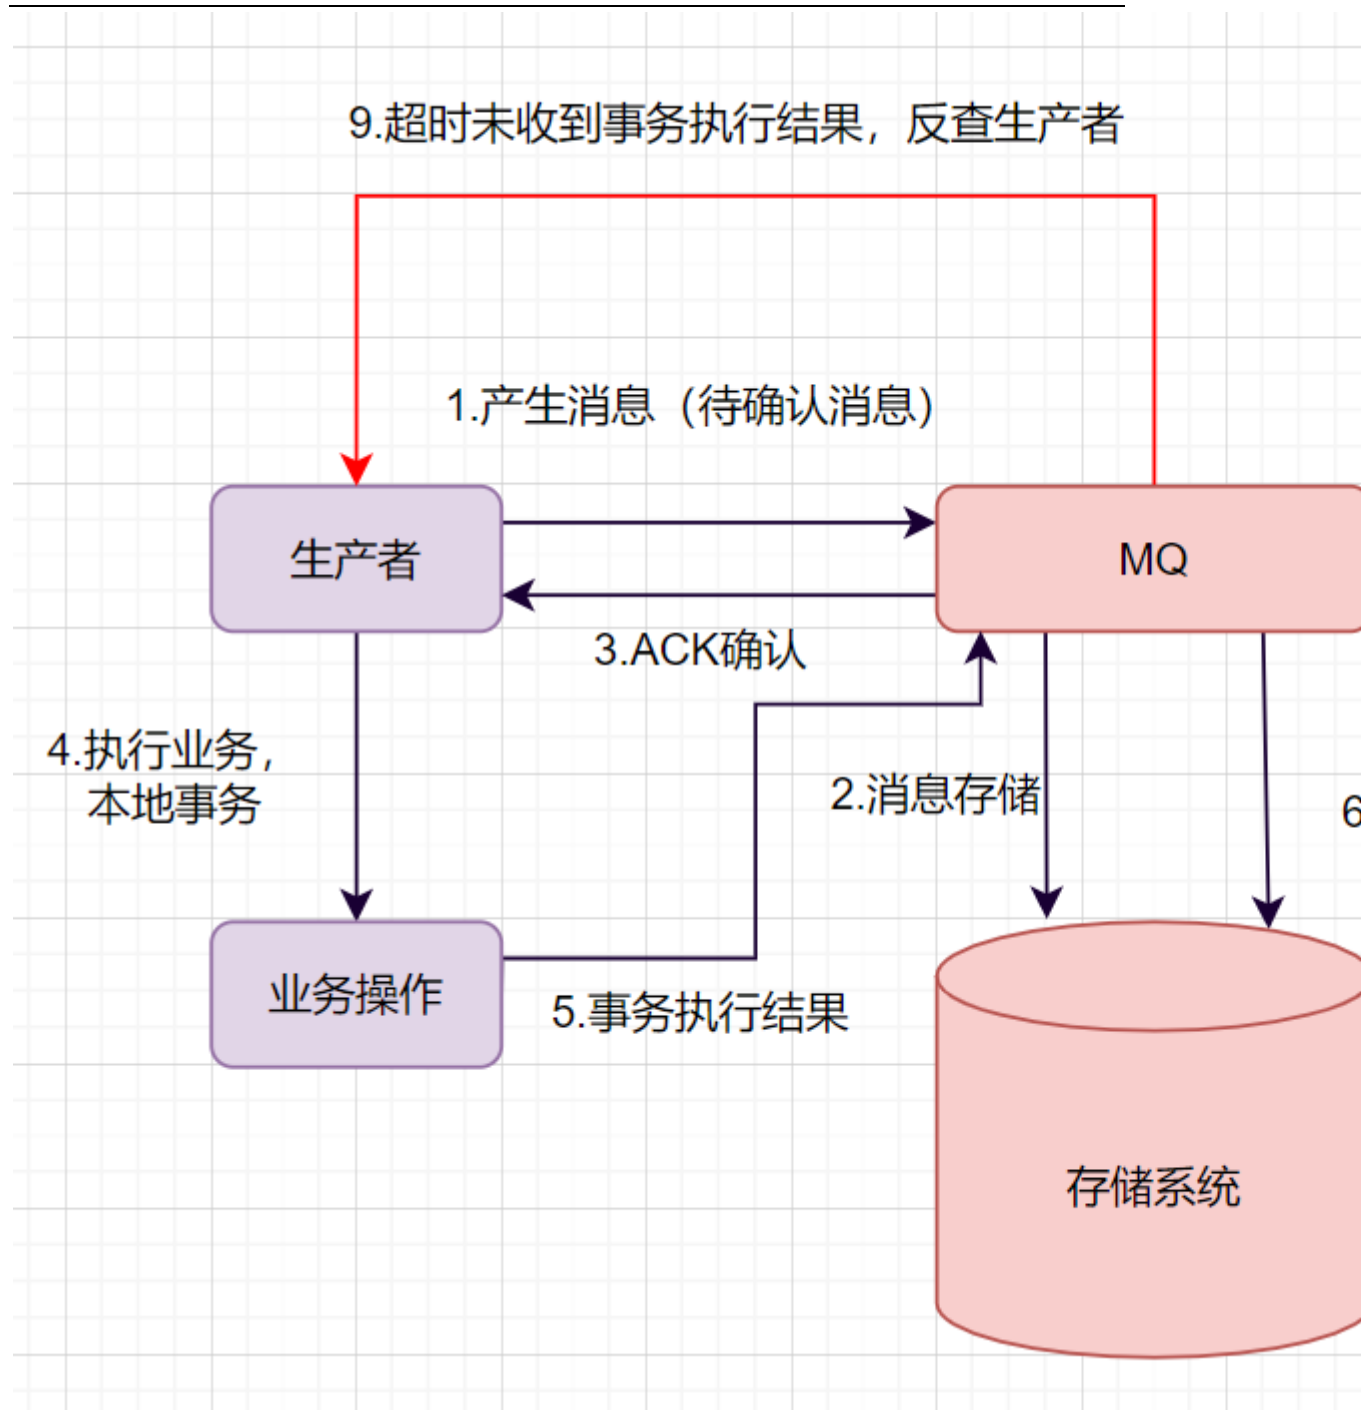 9.超时未收到事务执行结果，反查生产者
1.产生消息（待确认消息）
生产者
MQ
3.ACK确认
4.执行业务，
本地事务
2.消息存储
6
业务操作
5.事务执行结果
存储系统